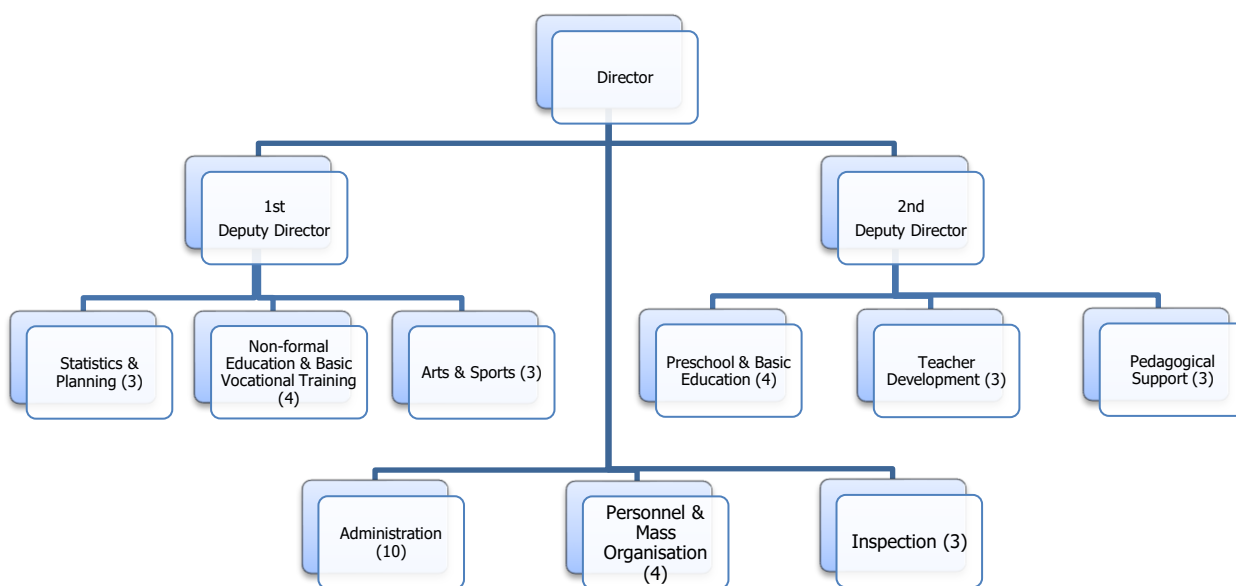 Director
1st
Deputy Director
2nd
Deputy Director
Statistics &
Planning (3)
Non-formal
Education & Basic
Vocational Training
(4)
Arts & Sports (3)
Preschool & Basic
Education (4)
Teacher
Development (3)
Pedagogical
Support (3)
Administration
(10)
Personnel &
Mass
Organisation
(4)
Inspection (3)